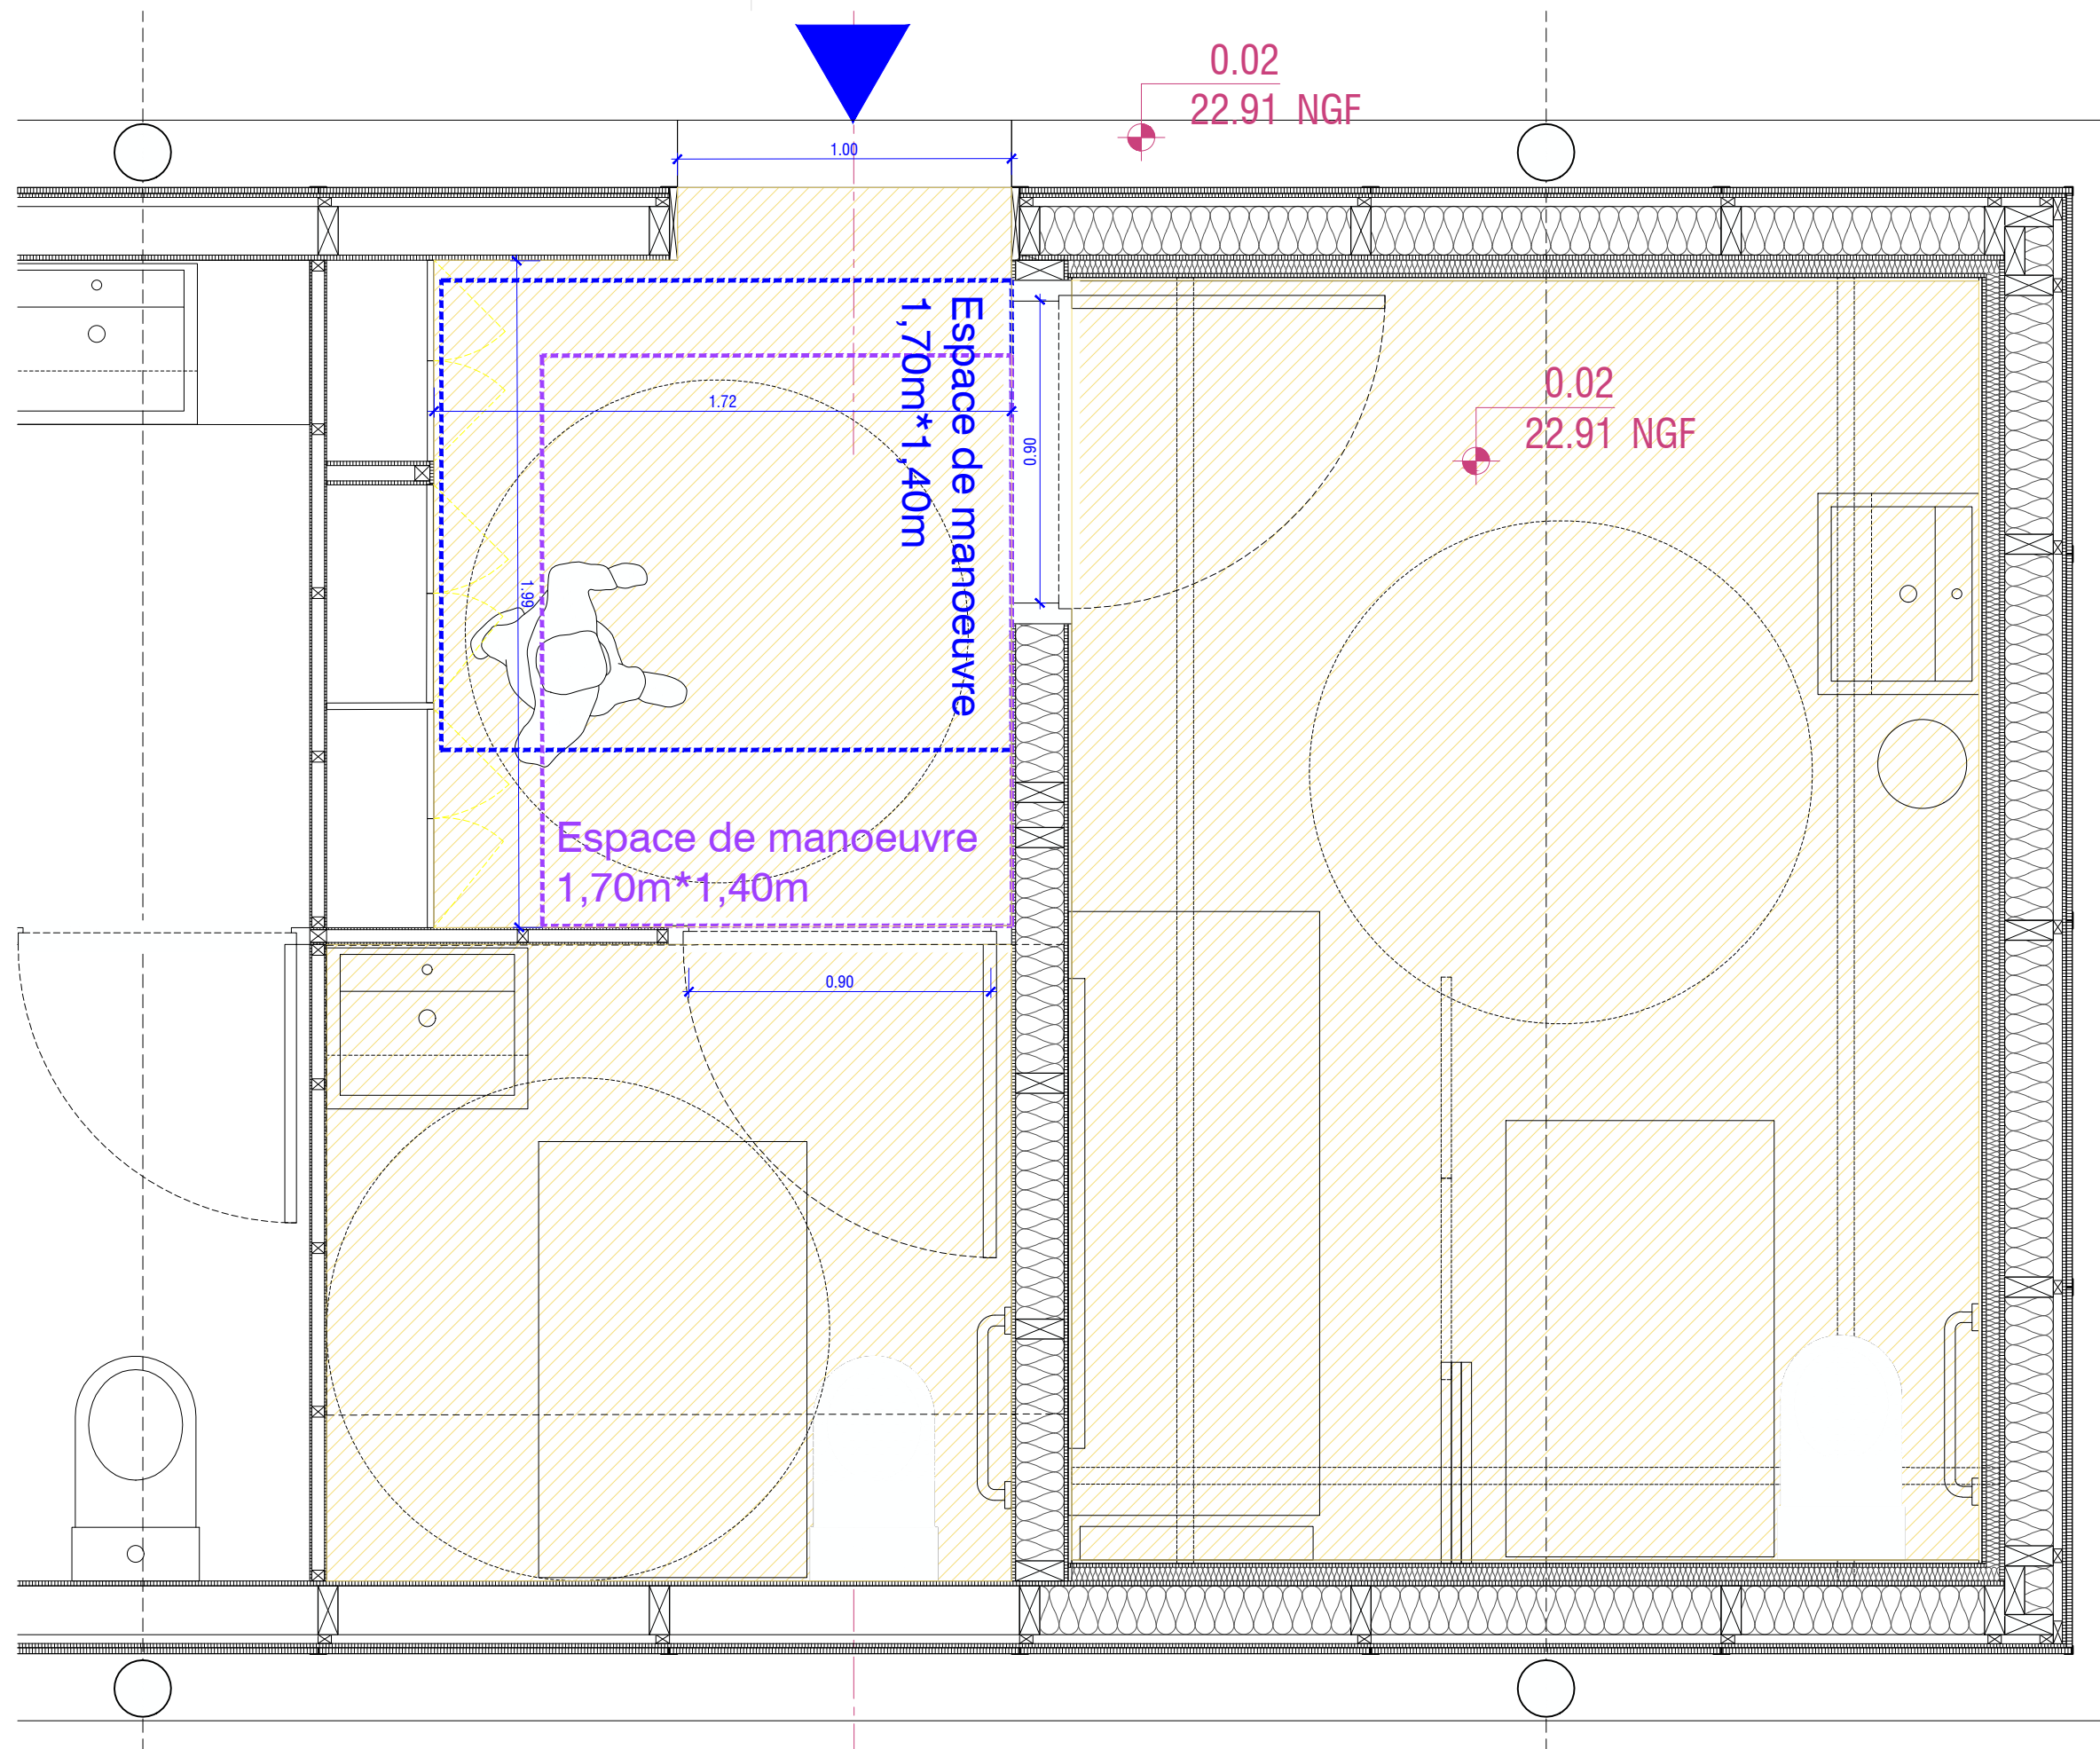 0.02
22.91 NGF
1.00
Espace de manoeuvre
1,70m*1,40m
1.72
0.90
0.02
22.91 NGF
1.99
Espace de manoeuvre
1,70m*1,40m
0.90